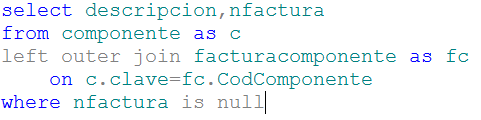 select descripcion,nfactura
from componente as c
left outer join facturacomponente as fc
    on c.clave=fc.CodComponente
where nfactura is null